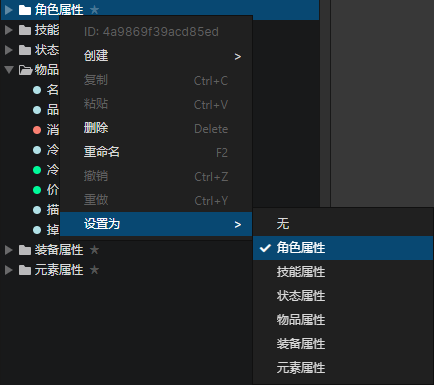 角色属性
ID: 4a9869f39acd85ed
技能
创建
状态
复制 Ctrl+C
物品
粘贴 Ctrl+V
名
删除 Delete
品
重命名 F2
消
撤销 Ctrl+Z
冷
重做 Ctrl+Y
冷
设置为
价
无
描
角色属性
掉
技能属性
装备属性
状态属性
元素属性
物品属性
装备属性
元素属性